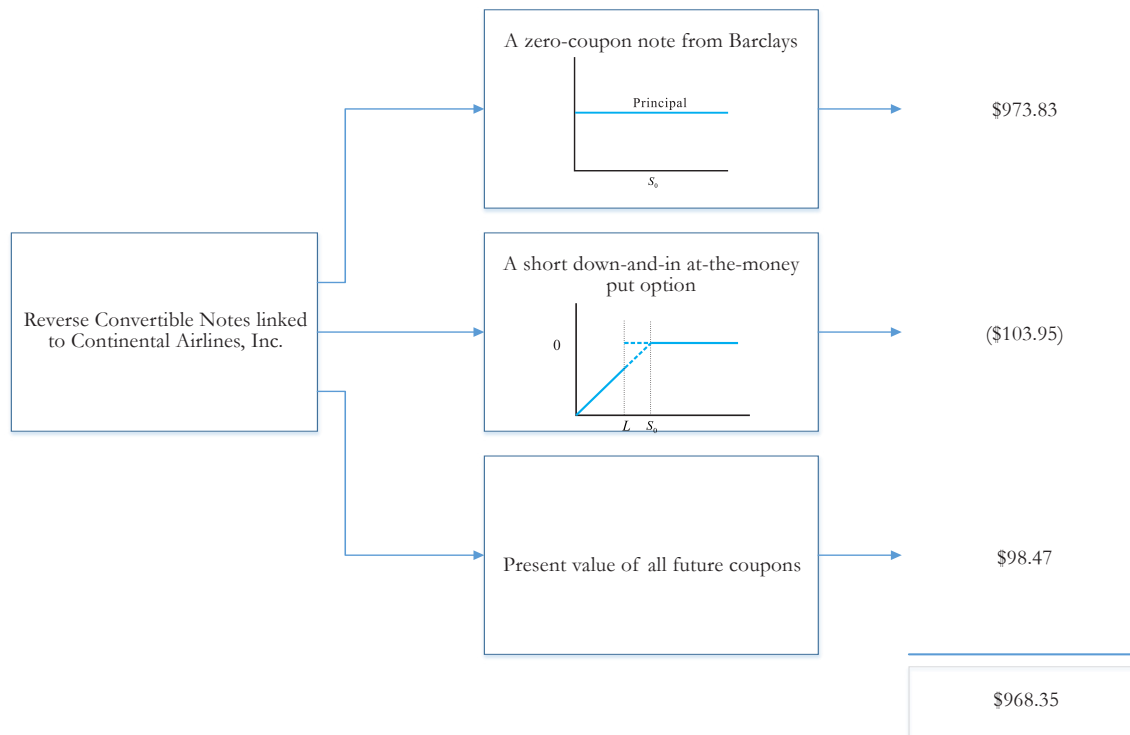 A zero-coupon note from Barclays
Principal
S₀
$973.83
Reverse Convertible Notes linked
to Continental Airlines, Inc.
A short down-and-in at-the-money
put option
0
L S₀
($103.95)
Present value of all future coupons
$98.47
$968.35